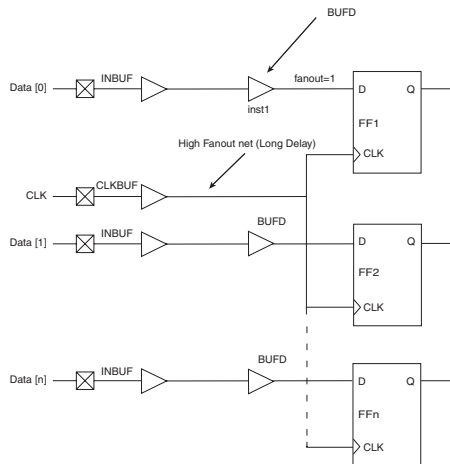 BUFD
Data [0] INBUF inst1 fanout=1 D Q
FF1
CLK
High Fanout net (Long Delay)
CLK CLKBUF
Data [1] INBUF BUFD D Q
FF2
CLK
Data [n] INBUF BUFD D Q
FFn
CLK